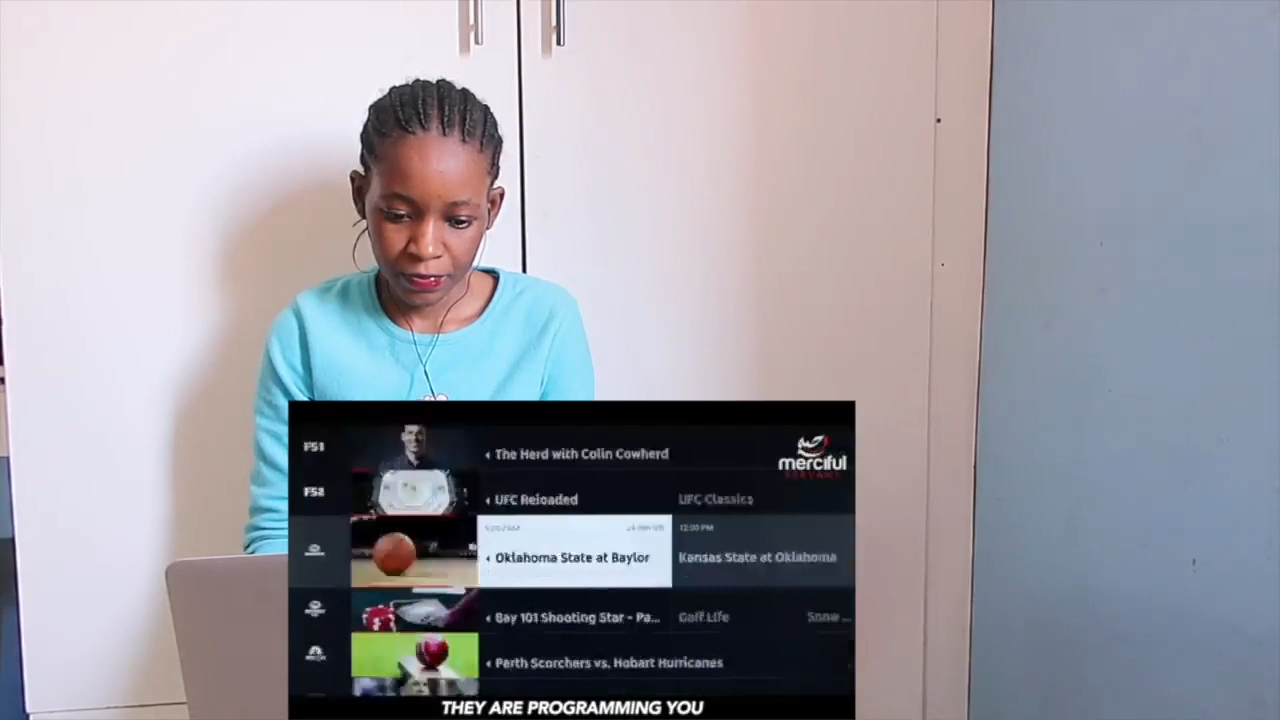 FS1
The Herd with Colin Cowherd
merciful
SERVANT
FS2
UFC Reloaded
UFC Classics
12:00 PM
Oklahoma State at Baylor
Kansas State at Oklahoma
Bay 101 Shooting Star - Pa...
Golf Life
Snow ...
Perth Scorchers vs. Hobart Hurricanes
THEY ARE PROGRAMMING YOU